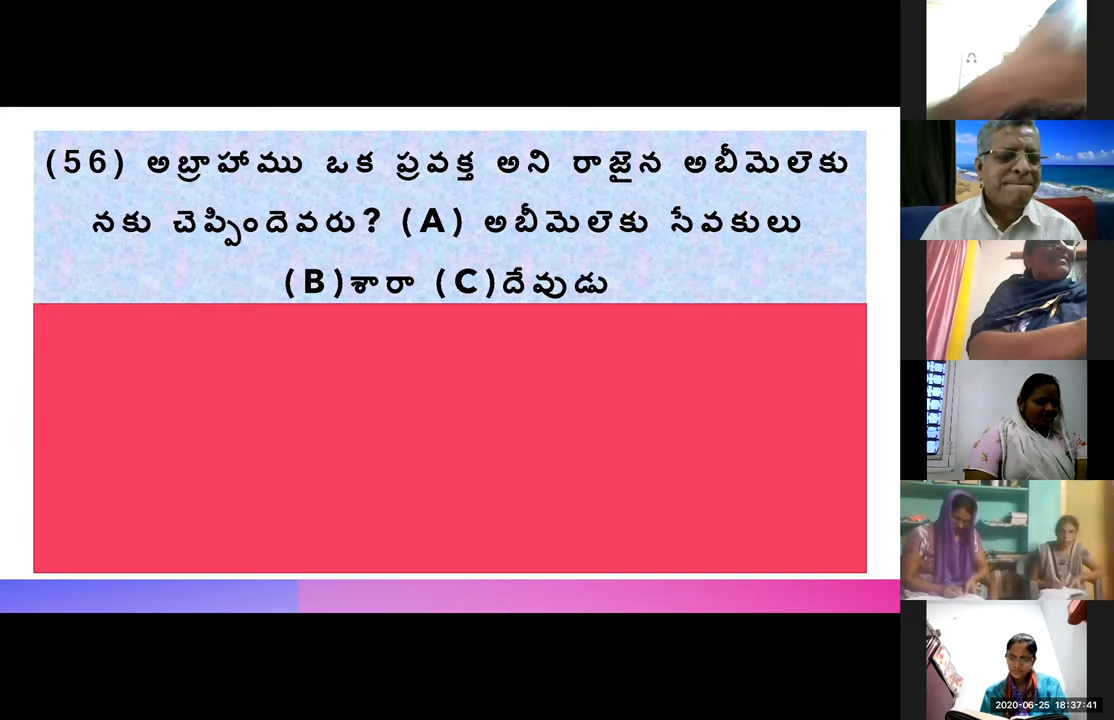 (56) అబ్రాహాము ఒక ప్రవక్త అని రాజైన అబీమెలెకు
నకు చెప్పిందెవరు? (A) అబీమెలెకు సేవకులు
(B)శారా (C)దేవుడు
2020-06-25 18:37:41